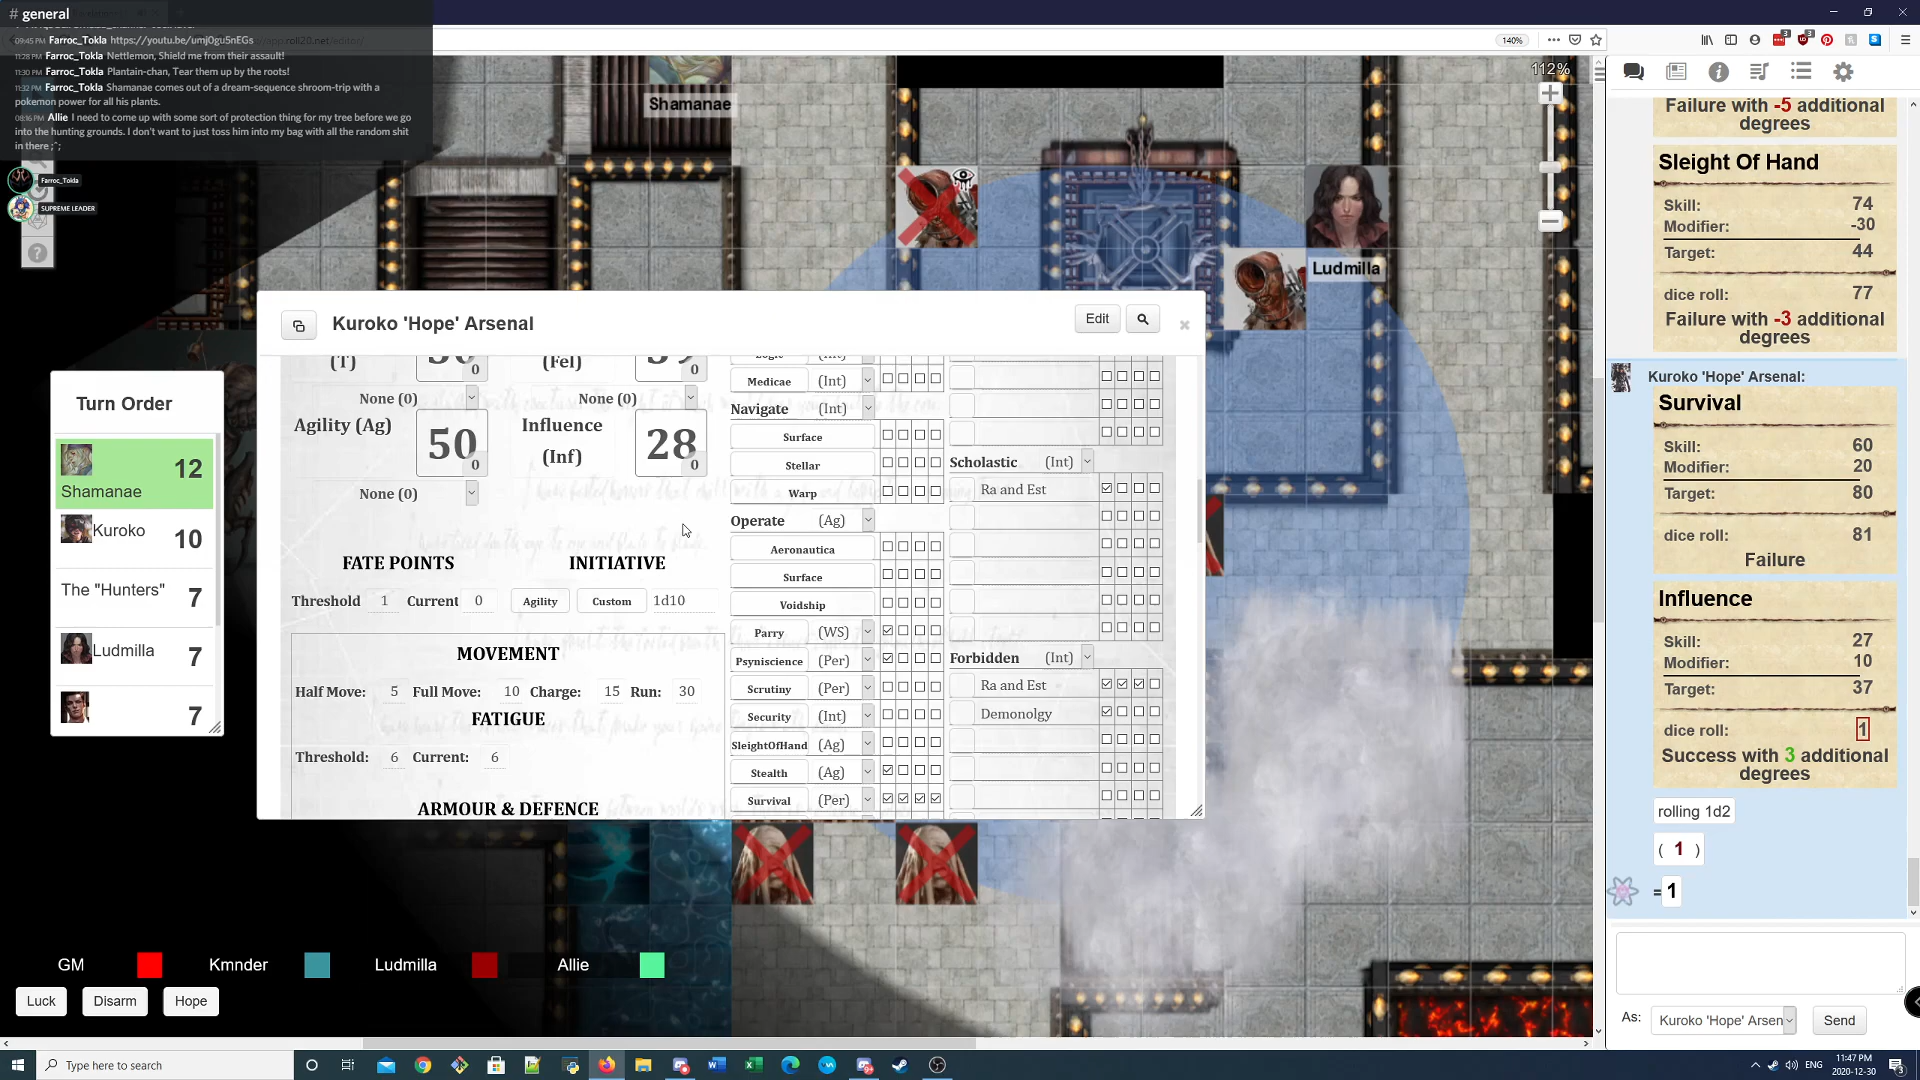 # general
09:45 PM Farroc_Tokla https://youtu.be/umj0gu5nEGs
11:28 PM Farroc_Tokla Nettlemon, Shield me from their assault!
11:30 PM Farroc_Tokla Plantain-chan, Tear them up by the roots!
11:32 PM Farroc_Tokla Shamanae comes out of a dream-sequence shroom-trip with a
pokemon power for all his plants.
08:16 PM Allie I need to come up with some sort of protection thing for my tree before we go
into the hunting grounds. I don't want to just toss him into my bag with all the random shit
in there ;^;
Farroc_Tokla
SUPREME LEADER
140%
112%
Shamanae
Ludmilla
Turn Order
12
Shamanae
Kuroko
10
The "Hunters"
7
Ludmilla
7
7
Kuroko 'Hope' Arsenal
Edit
(T)
0
(Fel)
0
None (0)
None (0)
Agility (Ag)
50
0
Influence
(Inf)
28
0
None (0)
FATE POINTS
INITIATIVE
Threshold 1 Current 0
Agility
Custom
1d10
MOVEMENT
Half Move: 5 Full Move: 10 Charge: 15 Run: 30
FATIGUE
Threshold: 6 Current: 6
ARMOUR & DEFENCE
Medicae (Int)
Navigate (Int)
Surface
Stellar
Warp
Operate (Ag)
Aeronautica
Surface
Voidship
Parry (WS)
Psyniscience (Per)
Scrutiny (Per)
Security (Int)
SleightOfHand (Ag)
Stealth (Ag)
Survival (Per)
Scholastic (Int)
Ra and Est
Forbidden (Int)
Ra and Est
Demonolgy
Failure with -5 additional
degrees
Sleight Of Hand
Skill: 74
Modifier: -30
Target: 44
dice roll: 77
Failure with -3 additional
degrees
Kuroko 'Hope' Arsenal:
Survival
Skill: 60
Modifier: 20
Target: 80
dice roll: 81
Failure
Influence
Skill: 27
Modifier: 10
Target: 37
dice roll: 1
Success with 3 additional
degrees
rolling 1d2
( 1 )
=1
As:
Kuroko 'Hope' Arsen
Send
GM
Kmnder
Ludmilla
Allie
Luck
Disarm
Hope
Type here to search
ENG
11:47 PM
2020-12-30